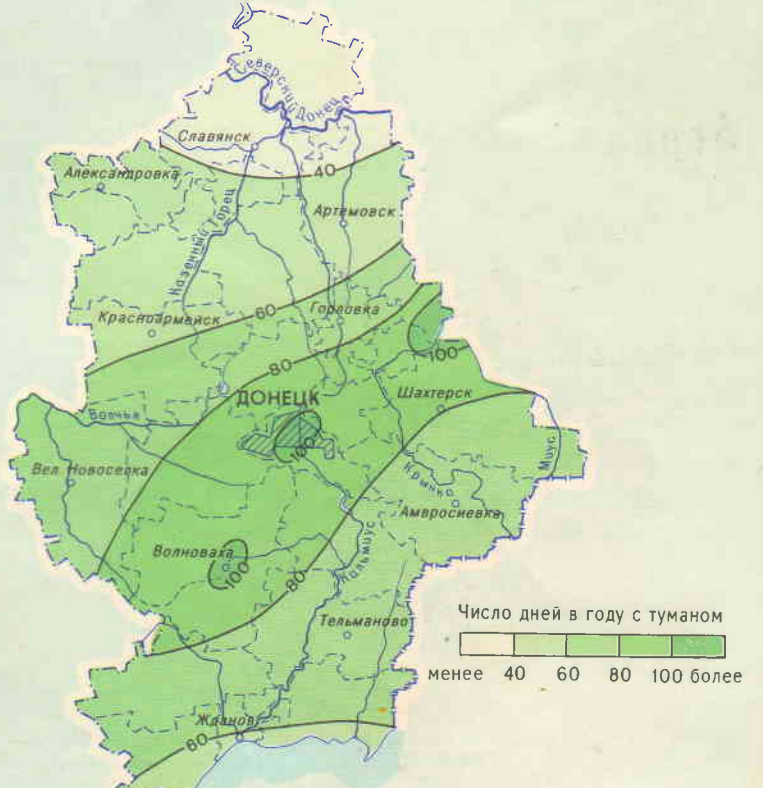 Северский Донец
Славянск
40
Александровка
Казенный Торец
Артемовск
60
Горловка
Красноармейск
80
100
ДОНЕЦК
Шахтерск
Волчья
100
Миус
Вел. Новоселка
Крынка
Амвросиевка
Волноваха
100
Кальмиус
80
Тельманово
Жданов
60
Число дней в году с туманом
менее 40 60 80 100 более